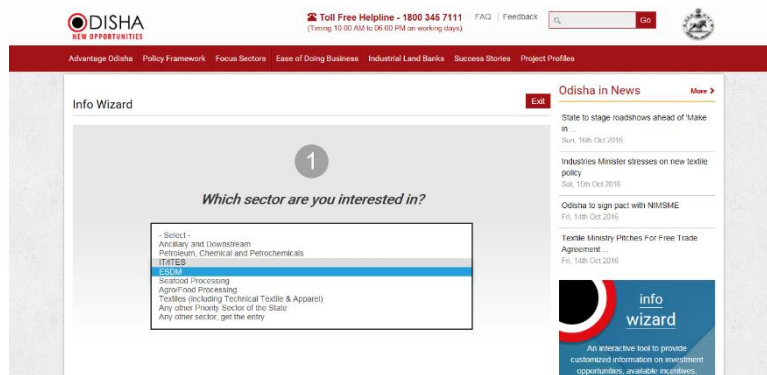 ODISHA
NEW OPPORTUNITIES
Toll Free Helpline - 1800 345 7111
(Timing 10.00 AM to 06.00 PM on working days)
FAQ | Feedback
Go
Advantage Odisha Policy Framework Focus Sectors Ease of Doing Business Industrial Land Banks Success Stories Project Profiles
Info Wizard
Exit
1
Which sector are you interested in?
- Select -
Ancillary and Downstream
Petroleum, Chemical and Petrochemicals
IT/ITES
ESDM
Seafood Processing
Agro/Food Processing
Textiles (Including Technical Textile & Apparel)
Any other Priority Sector of the State
Any other sector, get the entry
Odisha in News
More
State to stage roadshows ahead of 'Make
in ...
Sun, 16th Oct 2016
Industries Minister stresses on new textile
policy
Sat, 15th Oct 2016
Odisha to sign pact with NIMSME
Fri, 14th Oct 2016
Textile Ministry Pitches For Free Trade
Agreement ...
Fri, 14th Oct 2016
info
wizard
An interactive tool to provide
customized information on investment
opportunities, available incentives,